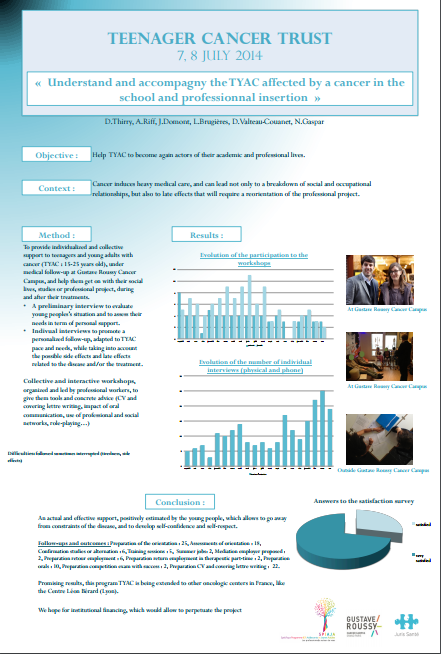 TEENAGER CANCER TRUST
7, 8 JULY 2014
« Understand and accompagny the TYAC affected by a cancer in the
school and professionnal insertion »
D.Thirry, A.Riff, J.Domont, L.Brugières, D.Valteau-Couanet, N.Gaspar
Objective :
Help TYAC to become again actors of their academic and professional lives.
Context :
Cancer induces heavy medical care, and can lead not only to a breakdown of social and occupational
relationships, but also to late effects that will require a reorientation of the professional project.
Method :
To provide individualized and collective
support to teenagers and young adults with
cancer (TYAC : 15-25 years old), under
medical follow-up at Gustave Roussy Cancer
Campus, and help them get on with their social
lives, studies or professional project, during
and after their treatments.
• A preliminary interview to evaluate
young peoples's situation and to assess their
needs in term of personal support.
• Indivual interviews to promote a
personalized follow-up, adapted to TYAC
pace and needs, while taking into account
the possible side effects and late effects
related to the disease and/or the treatment.
Collective and interactive workshops,
organized and led by professional workers, to
give them tools and concrete advice (CV and
covering letter writing, impact of oral
communication, use of professional and social
networks, role-playing…)
Difficulties: followed sometimes interrupted (tiredness, side
effects)
Results :
Evolution of the participation to the
workshops
Evolution of the number of individual
interviews (physical and phone)
At Gustave Roussy Cancer Campus
At Gustave Roussy Cancer Campus
Outside Gustave Roussy Cancer Campus
Conclusion :
An actual and effective support, positively estimated by the young people, which allows to go away
from constraints of the disease, and to develop self-confidence and self-respect.
Follow-ups and outcomes : Preparation of the orientation : 25, Assessments of orientation : 18,
Confirmation studies or alternation : 6, Training sessions : 5, Summer jobs: 2, Mediation employer proposed :
2, Preparation retour employment : 6, Preparation return employment in therapeutic part-time : 2, Preparation
orals : 10, Preparation competition exam with success : 2, Preparation CV and covering letter writing : 22.
Promising results, this program TYAC is being extended to other oncologic centers in France, like
the Centre Léon Bérard (Lyon).
We hope for institutional financing, which would allow to perpetuate the project
Answers to the satisfaction survey
satisfied
very
satisfied
GUSTAVE
ROUSSY
Juris Santé